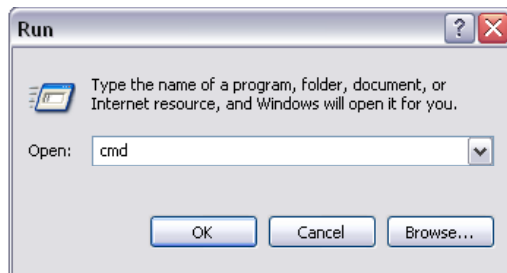 Run
Type the name of a program, folder, document, or
Internet resource, and Windows will open it for you.
Open: cmd
OK Cancel Browse...